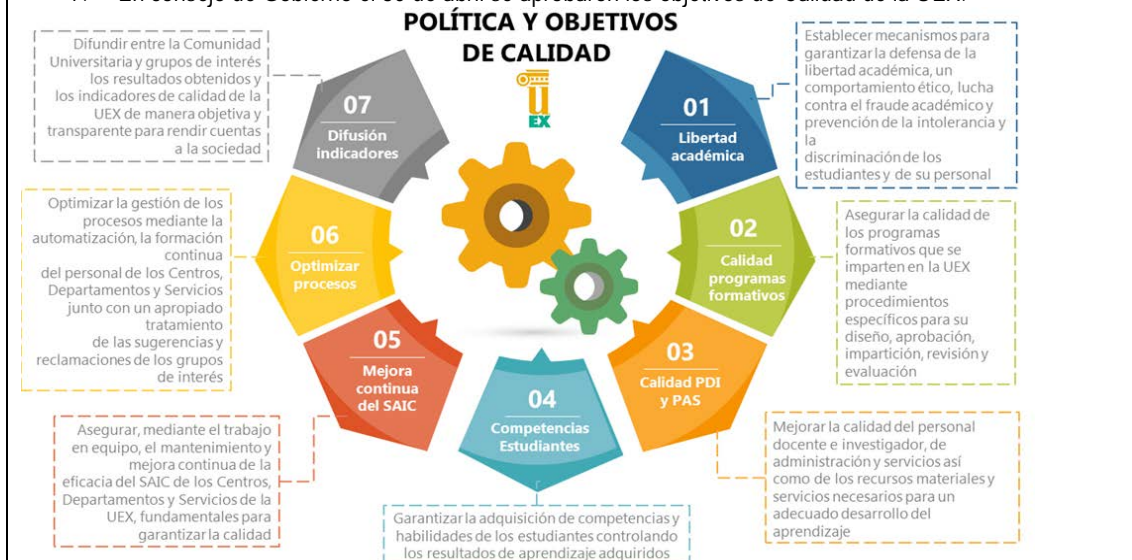 POLÍTICA Y OBJETIVOS
DE CALIDAD
UEX
01
Libertad
académica
Establecer mecanismos para
garantizar la defensa de la
libertad académica, un
comportamiento ético, lucha
contra el fraude académico y
prevención de la intolerancia y
la
discriminación de los
estudiantes y de su personal
02
Calidad
programas
formativos
Asegurar la calidad de
los programas
formativos que se
imparten en la UEX
mediante
procedimientos
específicos para su
diseño, aprobación,
impartición, revisión y
evaluación
03
Calidad PDI
y PAS
Mejorar la calidad del personal
docente e investigador, de
administración y servicios así
como de los recursos materiales y
servicios necesarios para un
adecuado desarrollo del
aprendizaje
04
Competencias
Estudiantes
Garantizar la adquisición de competencias y
habilidades de los estudiantes controlando
los resultados de aprendizaje adquiridos
05
Mejora
continua
del SAIC
Asegurar, mediante el trabajo
en equipo, el mantenimiento y
mejora continua de la
eficacia del SAIC de los Centros,
Departamentos y Servicios de la
UEX, fundamentales para
garantizar la calidad
06
Optimizar
procesos
Optimizar la gestión de los
procesos mediante la
automatización, la formación
continua
del personal de los Centros,
Departamentos y Servicios
junto con un apropiado
tratamiento
de las sugerencias y
reclamaciones de los grupos
de interés
07
Difusión
indicadores
Difundir entre la Comunidad
Universitaria y grupos de interés
los resultados obtenidos y
los indicadores de calidad de la
UEX de manera objetiva y
transparente para rendir cuentas
a la sociedad